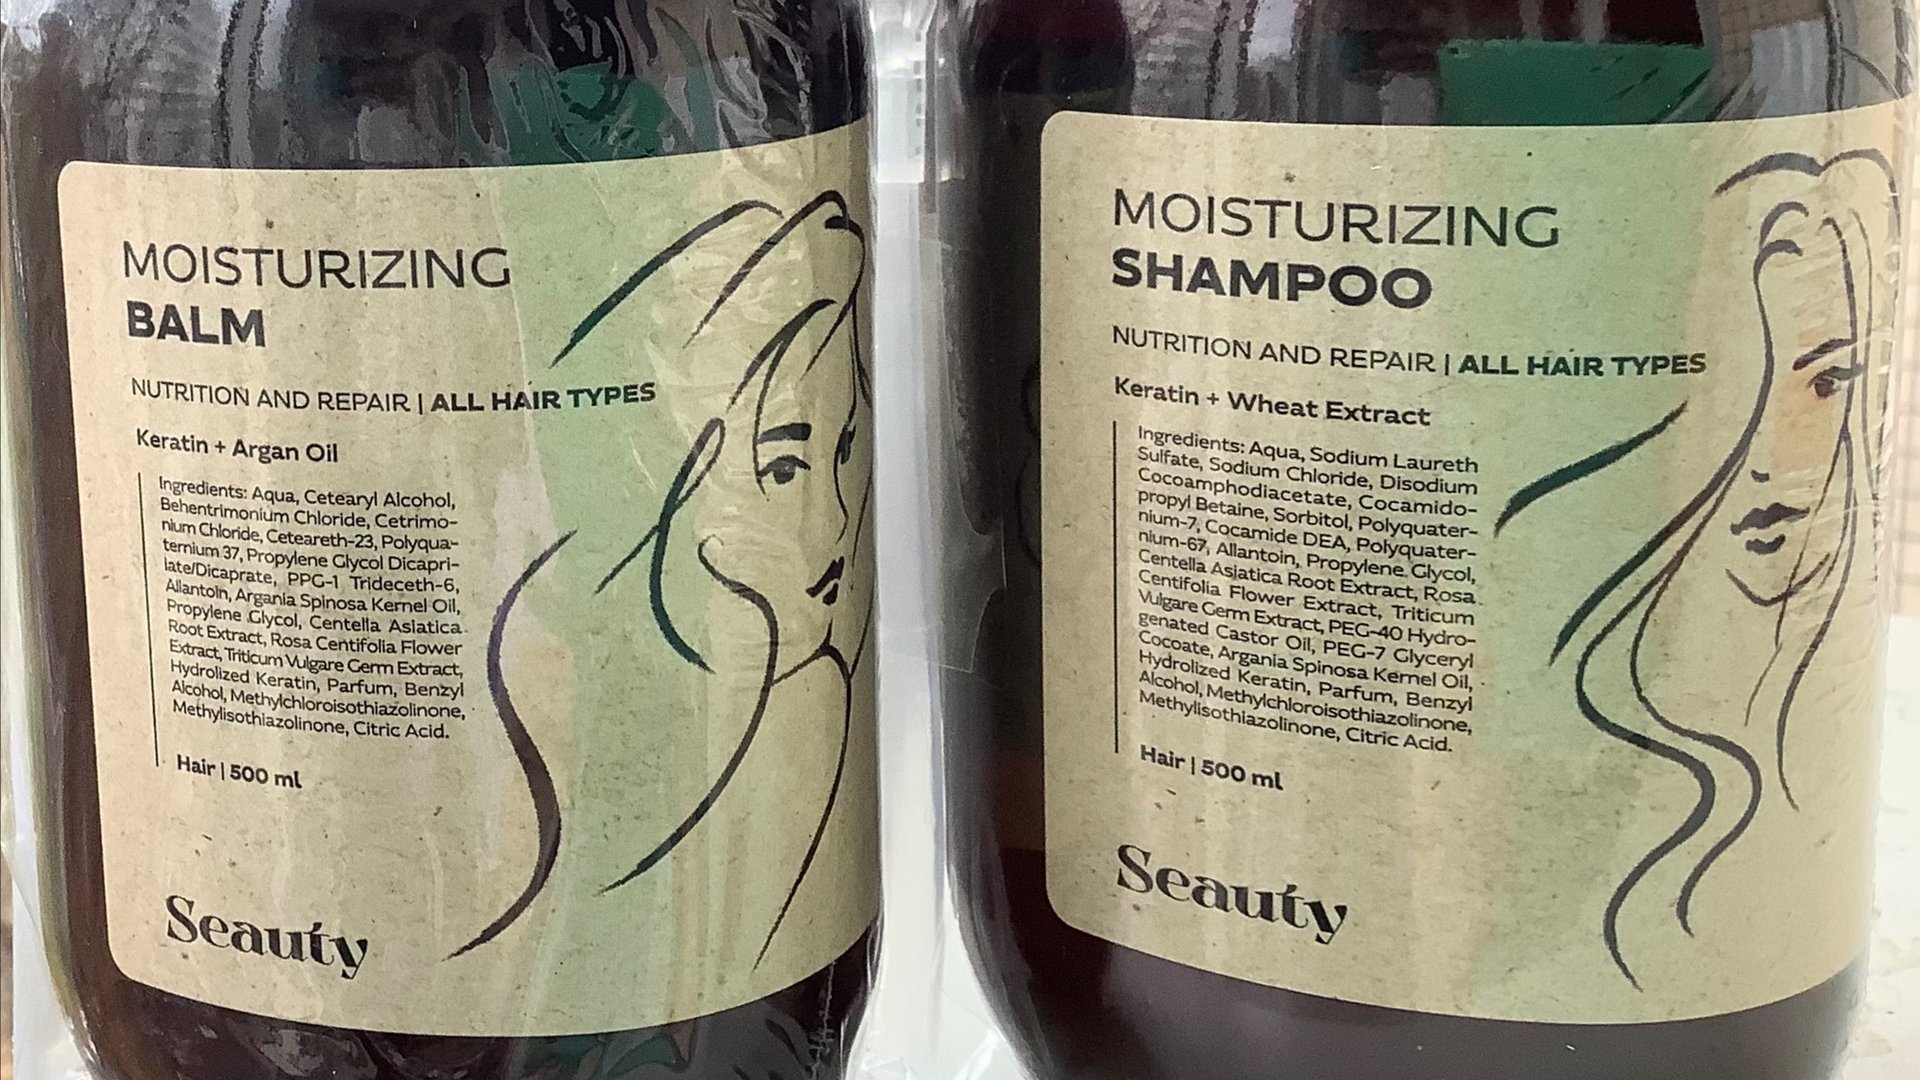 MOISTURIZING
BALM
NUTRITION AND REPAIR | ALL HAIR TYPES
Keratin + Argan Oil
Ingredients: Aqua, Cetearyl Alcohol,
Behentrimonium Chloride, Cetrimo-
nium Chloride, Ceteareth-23, Polyqua-
ternium 37, Propylene Glycol Dicapri-
late/Dicaprate, PPG-1 Trideceth-6,
Allantoin, Argania Spinosa Kernel Oil,
Propylene Glycol, Centella Asiatica
Root Extract, Rosa Centifolia Flower
Extract, Triticum Vulgare Germ Extract,
Hydrolized Keratin, Parfum, Benzyl
Alcohol, Methylchloroisothiazolinone,
Methylisothiazolinone, Citric Acid.
Hair | 500 ml
Seauty
MOISTURIZING
SHAMPOO
NUTRITION AND REPAIR | ALL HAIR TYPES
Keratin + Wheat Extract
Ingredients: Aqua, Sodium Laureth
Sulfate, Sodium Chloride, Disodium
Cocoamphodiacetate, Cocamido-
propyl Betaine, Sorbitol, Polyquater-
nium-7, Cocamide DEA, Polyquater-
nium-67, Allantoin, Propylene Glycol,
Centella Asiatica Root Extract, Rosa
Centifolia Flower Extract, Triticum
Vulgare Germ Extract, PEG-40 Hydro-
genated Castor Oil, PEG-7 Glyceryl
Cocoate, Argania Spinosa Kernel Oil,
Hydrolized Keratin, Parfum, Benzyl
Alcohol, Methylchloroisothiazolinone,
Methylisothiazolinone, Citric Acid.
Hair | 500 ml
Seauty